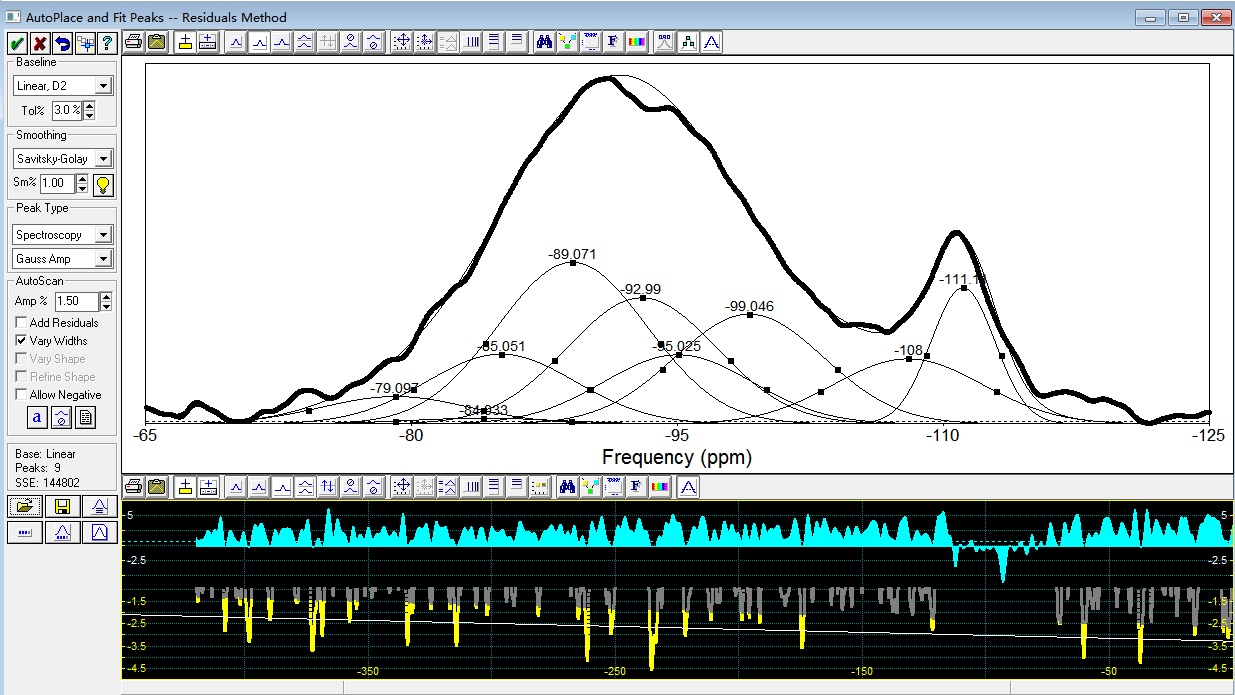 AutoPlace and Fit Peaks -- Residuals Method
Baseline
Linear, D2
Tol% 3.0 %
Smoothing
Savitsky-Golay
Sm% 1.00
Peak Type
Spectroscopy
Gauss Amp
AutoScan
Amp % 1.50
Add Residuals
Vary Widths
Vary Shape
Refine Shape
Allow Negative
a
Base: Linear
Peaks: 9
SSE: 144802
-89.071
-92.99
-111.11
-99.046
-85.051
-95.025
-108
-79.097
-84.933
-65 -80 -95 -110 -125
Frequency (ppm)
5 5
-2.5 -2.5
-1.5 -1.5
-2.5 -2.5
-3.5 -3.5
-4.5 -4.5
-350 -250 -150 -50